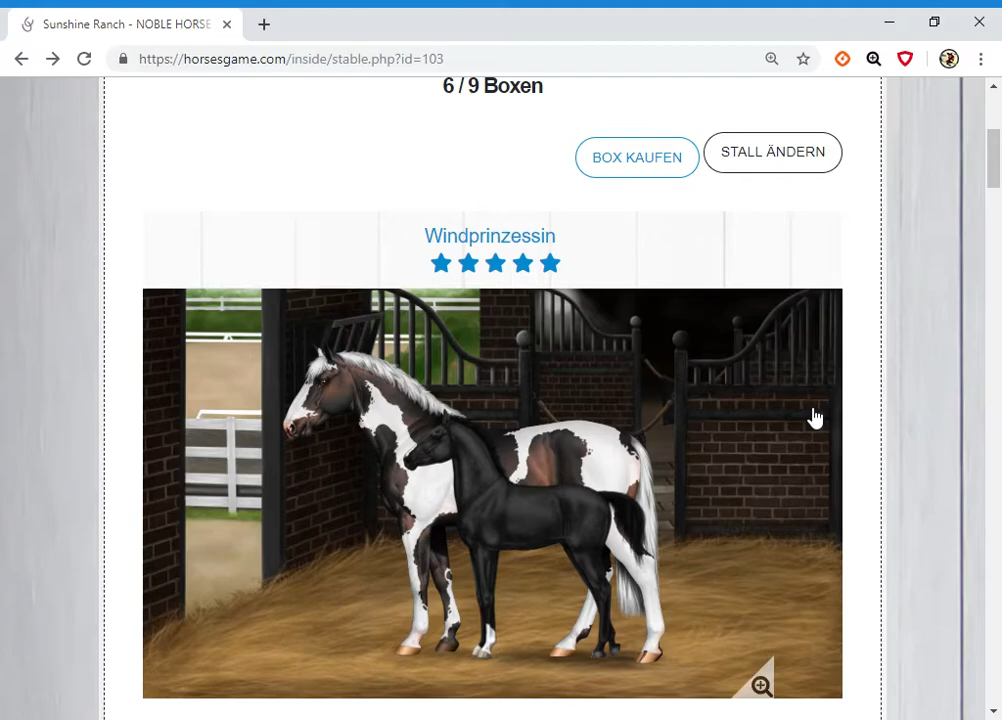 Sunshine Ranch - NOBLE HORSE
https://horsesgame.com/inside/stable.php?id=103
6 / 9 Boxen
BOX KAUFEN
STALL ÄNDERN
Windprinzessin